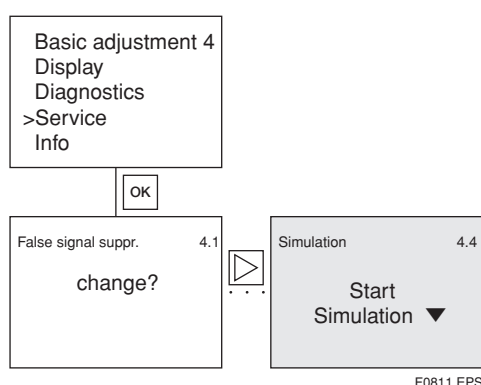 Basic adjustment 4
Display
Diagnostics
>Service
Info
OK
False signal suppr. 4.1
change?
. . .
Simulation 4.4
Start
Simulation ▼
F0811.EPS